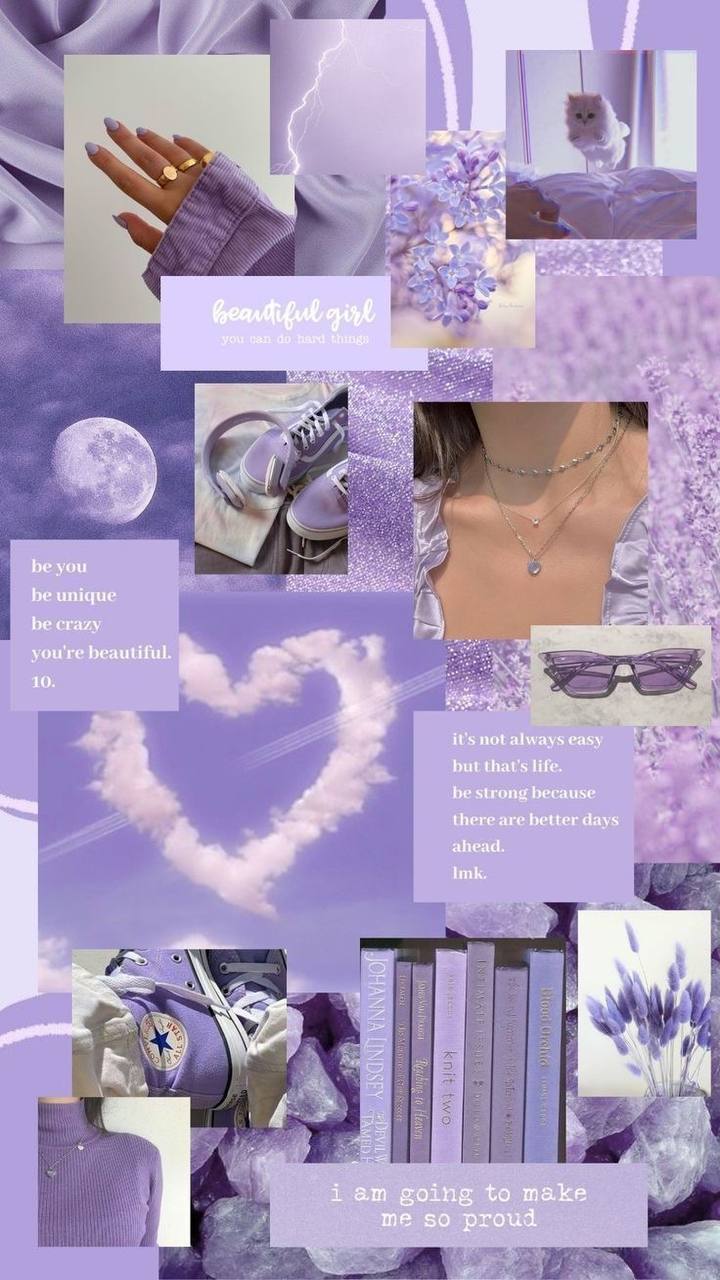 beautiful girl
you can do hard things
be you
be unique
be crazy
you're beautiful.
10.
it's not always easy
but that's life.
be strong because
there are better days
ahead.
lmk.
ALL STAR
JOHANNA LINDSEY
knit two
Blood Orchid
i am going to make
me so proud